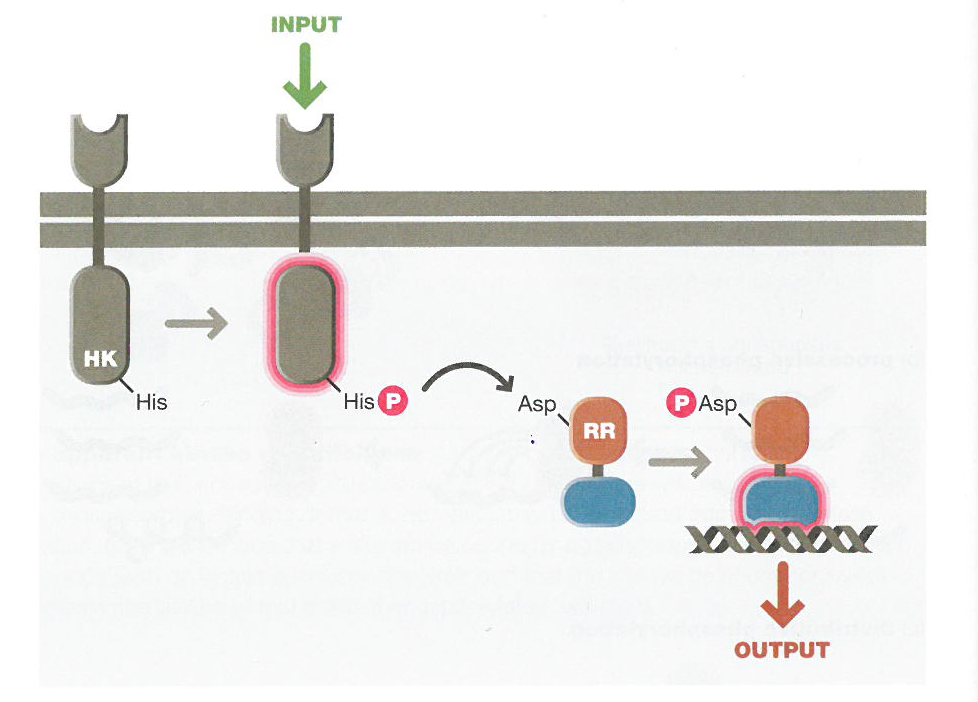 INPUT
HK
His
His P
Asp
RR
P Asp
OUTPUT